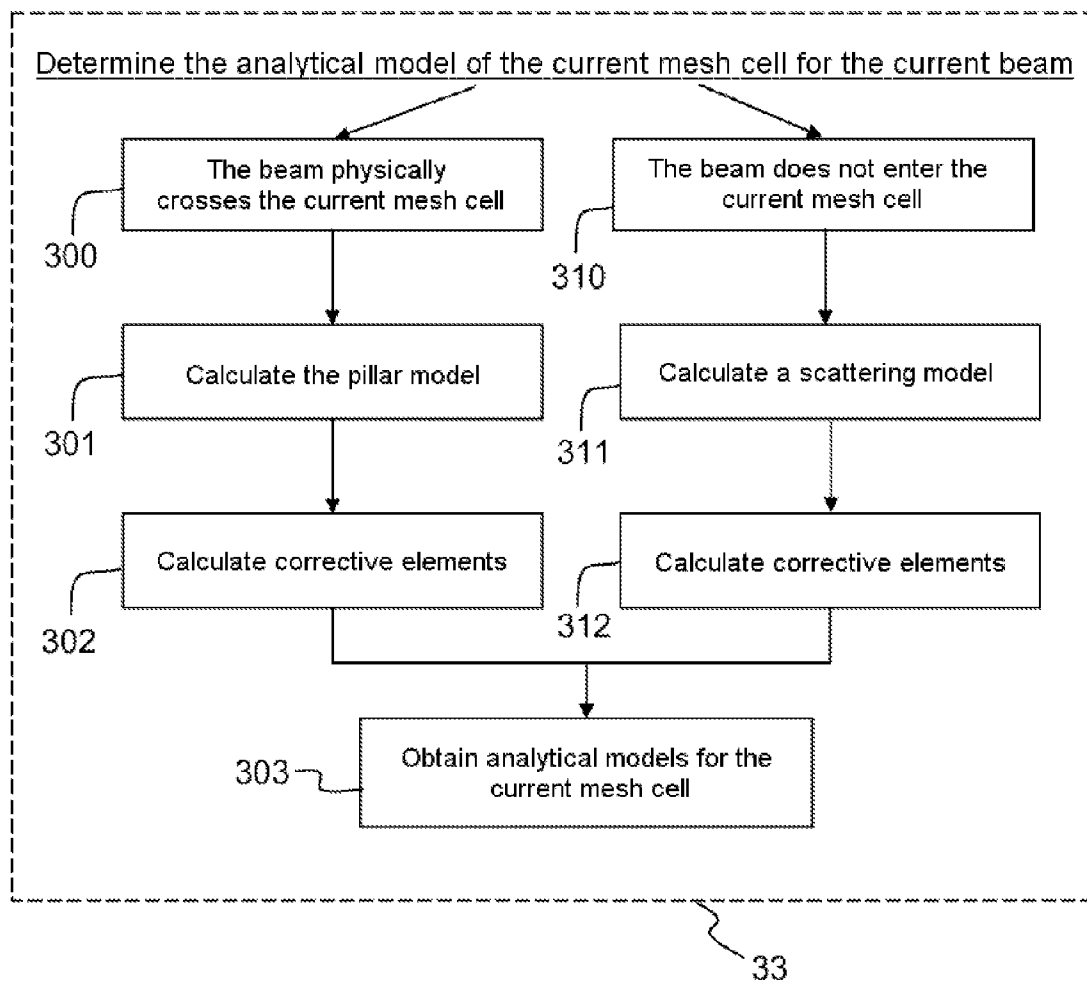 Determine the analytical model of the current mesh cell for the current beam
The beam physically
crosses the current mesh cell
300
The beam does not enter the
current mesh cell
310
Calculate the pillar model
301
Calculate a scattering model
311
Calculate corrective elements
302
Calculate corrective elements
312
Obtain analytical models for the
current mesh cell
303
33